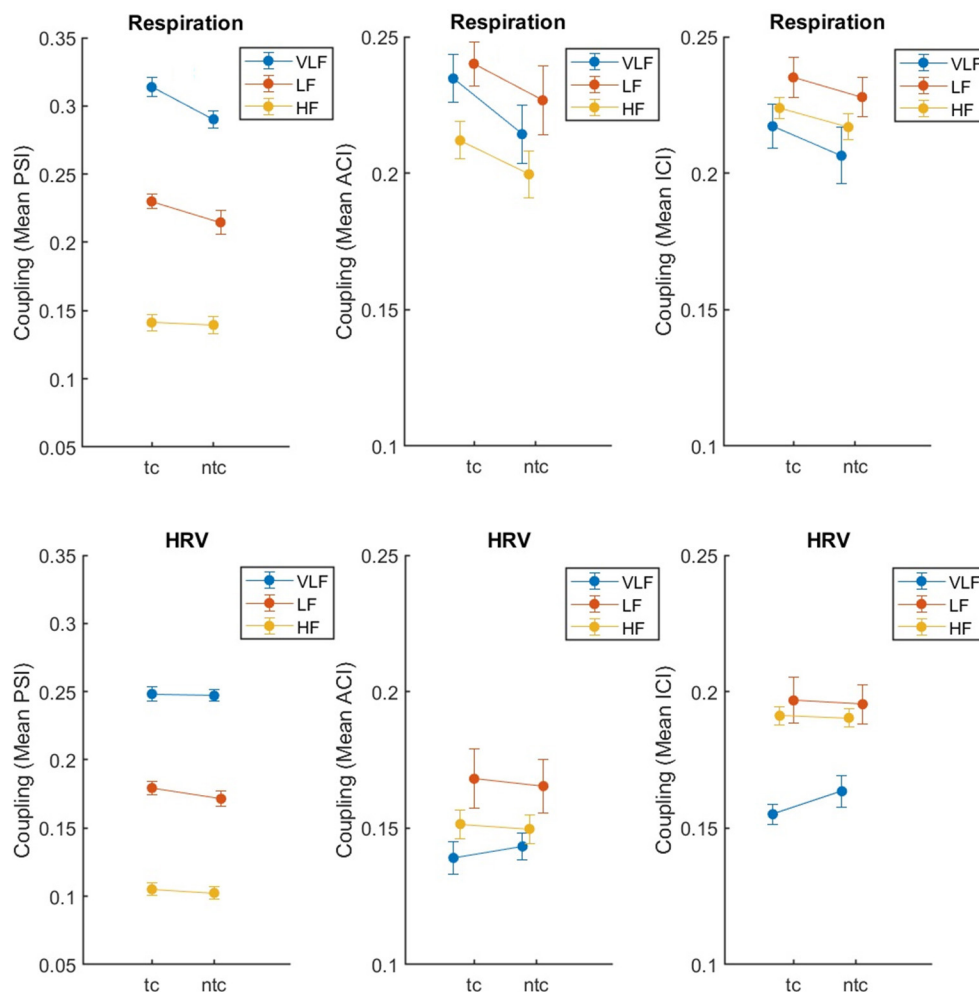 Respiration
Coupling (Mean PSI)
0.35
0.3
0.25
0.2
0.15
0.1
0.05
tc ntc
VLF
LF
HF
Respiration
Coupling (Mean ACI)
0.25
0.2
0.15
0.1
tc ntc
VLF
LF
HF
Respiration
Coupling (Mean ICI)
0.25
0.2
0.15
0.1
tc ntc
VLF
LF
HF
HRV
Coupling (Mean PSI)
0.35
0.3
0.25
0.2
0.15
0.1
0.05
tc ntc
VLF
LF
HF
HRV
Coupling (Mean ACI)
0.25
0.2
0.15
0.1
tc ntc
VLF
LF
HF
HRV
Coupling (Mean ICI)
0.25
0.2
0.15
0.1
tc ntc
VLF
LF
HF